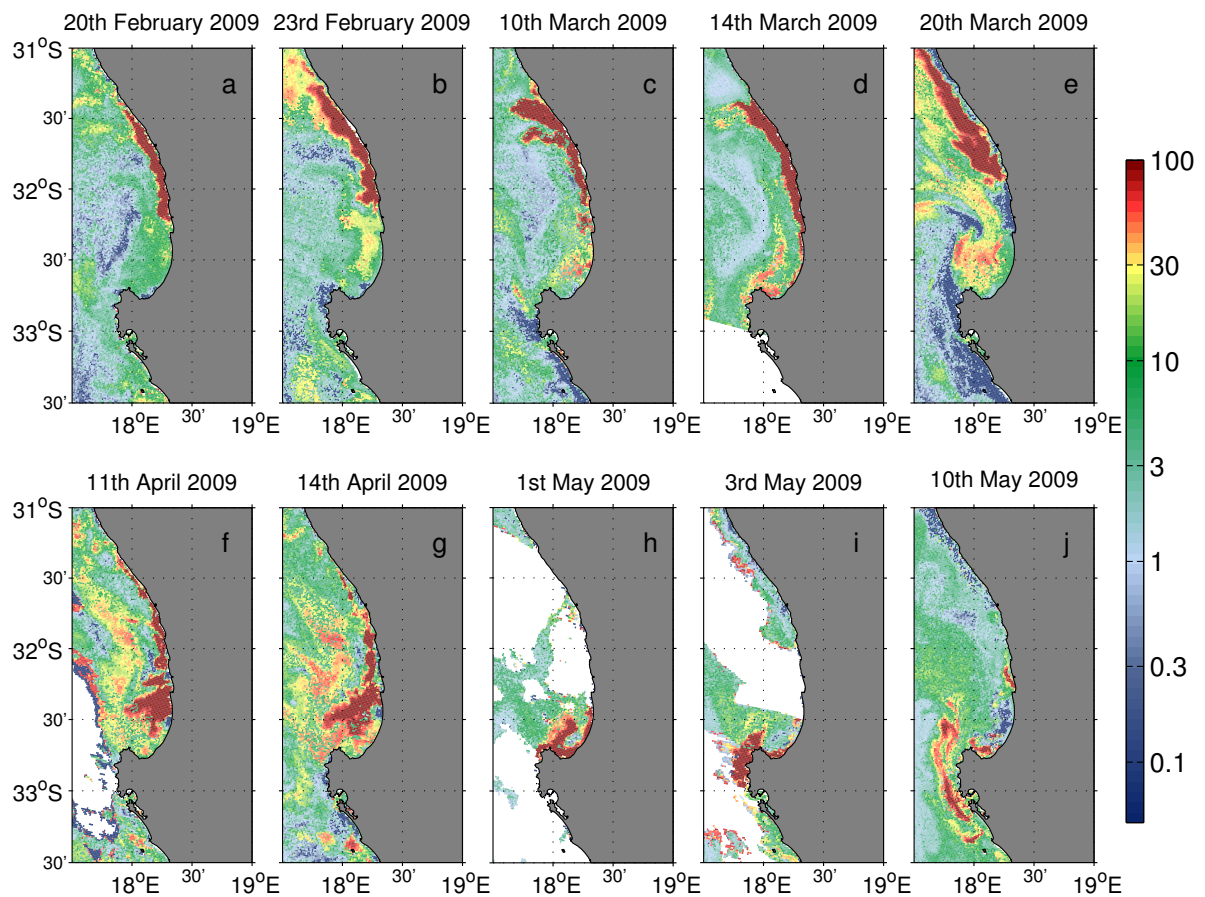 20th February 2009 23rd February 2009 10th March 2009 14th March 2009 20th March 2009
31°S
a b c d e
30'
32°S
30'
33°S
30'
18°E 30' 19°E 18°E 30' 19°E 18°E 30' 19°E 18°E 30' 19°E 18°E 30' 19°E
11th April 2009 14th April 2009 1st May 2009 3rd May 2009 10th May 2009
31°S
f g h i j
30'
32°S
30'
33°S
30'
18°E 30' 19°E 18°E 30' 19°E 18°E 30' 19°E 18°E 30' 19°E 18°E 30' 19°E
100
30
10
3
1
0.3
0.1